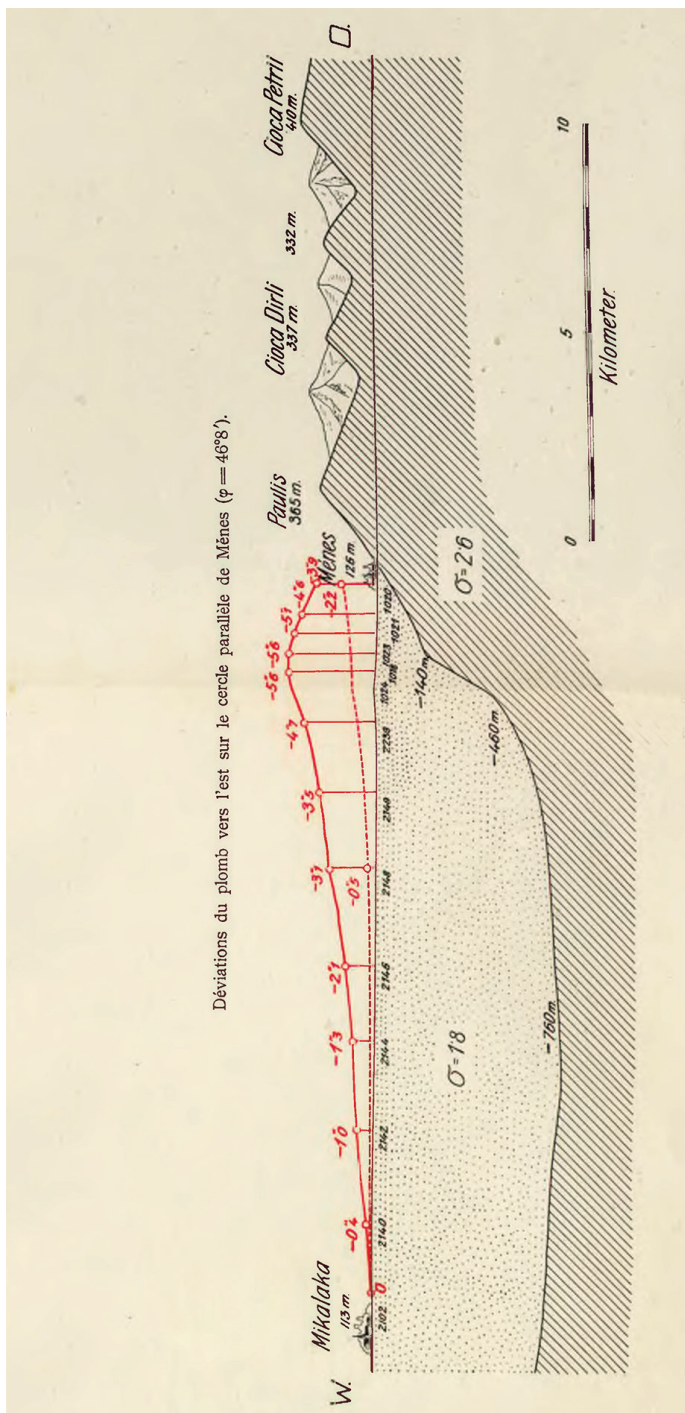 Déviations du plomb vers l'est sur le cercle parallèle de Ménes (φ = 46°8′).
W.
O.
Mikalaka
113 m.
Ménes
126 m.
Paulis
365 m.
Cioca Dirli
337 m.
332 m.
Cioca Petrii
410 m.
0
-0″4
-1″0
-1″3
-2″1
-3″1
-3″5
-4″7
-5″6
-5″6
-5″1
-4″6
-3″9
-0″5
-2″2
2102
2140
2142
2144
2146
2148
2149
2239
1024
1018
1023
1021
1020
-140 m.
-460 m.
-760 m.
σ=1·8
σ=2·6
0
5
10
Kilometer.